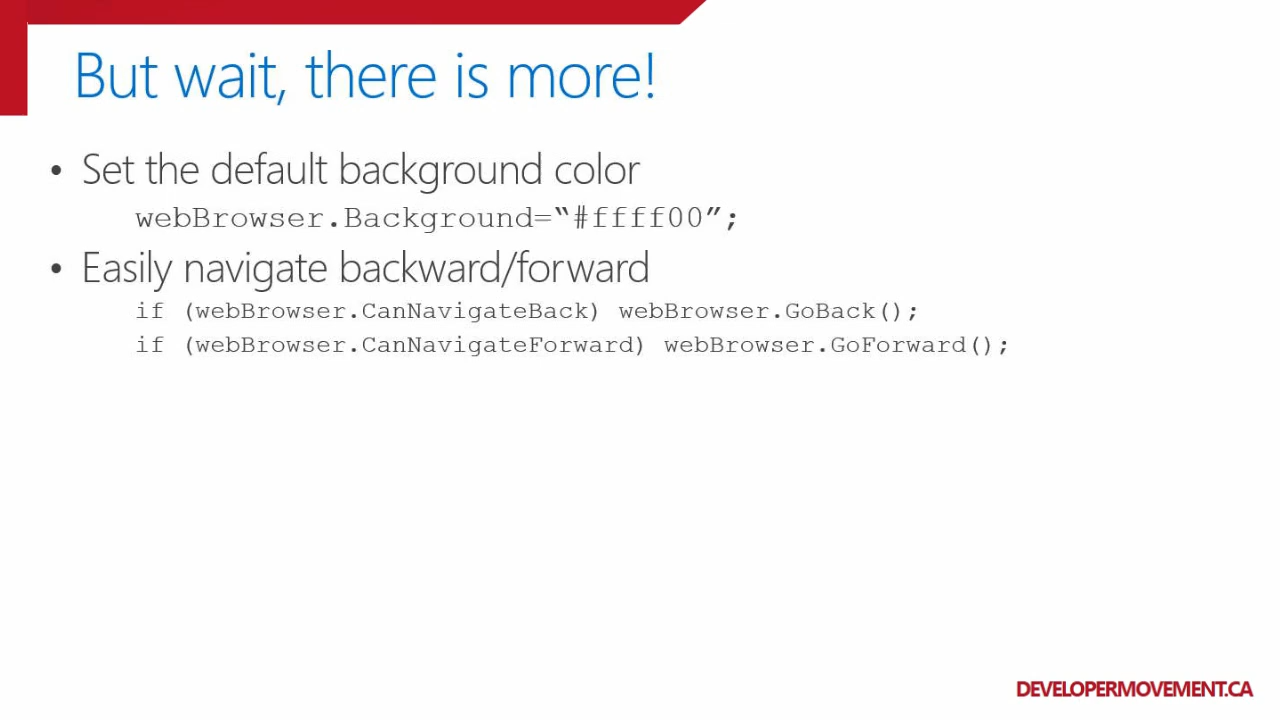 But wait, there is more!
• Set the default background color
webBrowser.Background=“#ffff00”;
• Easily navigate backward/forward
if (webBrowser.CanNavigateBack) webBrowser.GoBack();
if (webBrowser.CanNavigateForward) webBrowser.GoForward();
DEVELOPERMOVEMENT.CA